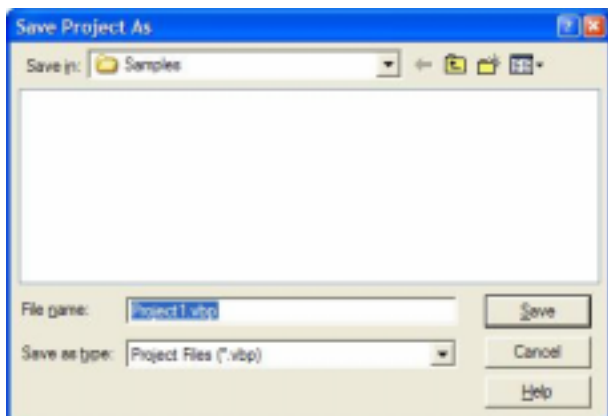 Save Project As
Save in: Samples
File name: Project1.vbp
Save
Save as type: Project Files (*.vbp)
Cancel
Help